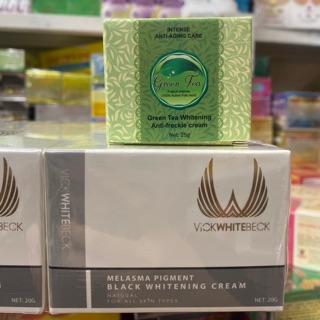 INTENSE
ANTI-AGING CARE
Green Tea
Green Tea Whitening
Anti-freckle cream
Net: 25g
VICKWHITEBECK
K
VICKWHITEBECK
MELASMA PIGMENT
BLACK WHITENING CREAM
NATURAL
FOR ALL SKIN TYPES
NET: 20G
NET: 20G